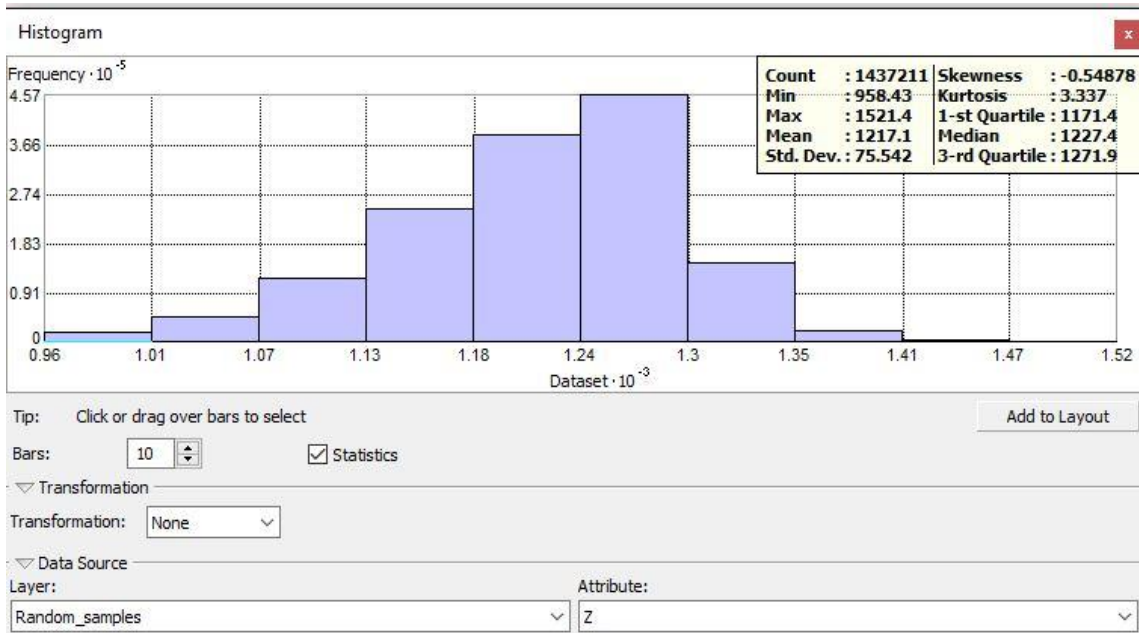 Histogram
x
Frequency · 10 -5
Count : 1437211 Skewness : -0.54878
Min : 958.43 Kurtosis : 3.337
Max : 1521.4 1-st Quartile : 1171.4
Mean : 1217.1 Median : 1227.4
Std. Dev. : 75.542 3-rd Quartile : 1271.9
4.57
3.66
2.74
1.83
0.91
0
0.96 1.01 1.07 1.13 1.18 1.24 1.3 1.35 1.41 1.47 1.52
Dataset · 10 -3
Tip: Click or drag over bars to select
Add to Layout
Bars: 10 Statistics
Transformation
Transformation: None
Data Source
Layer: Attribute:
Random_samples Z